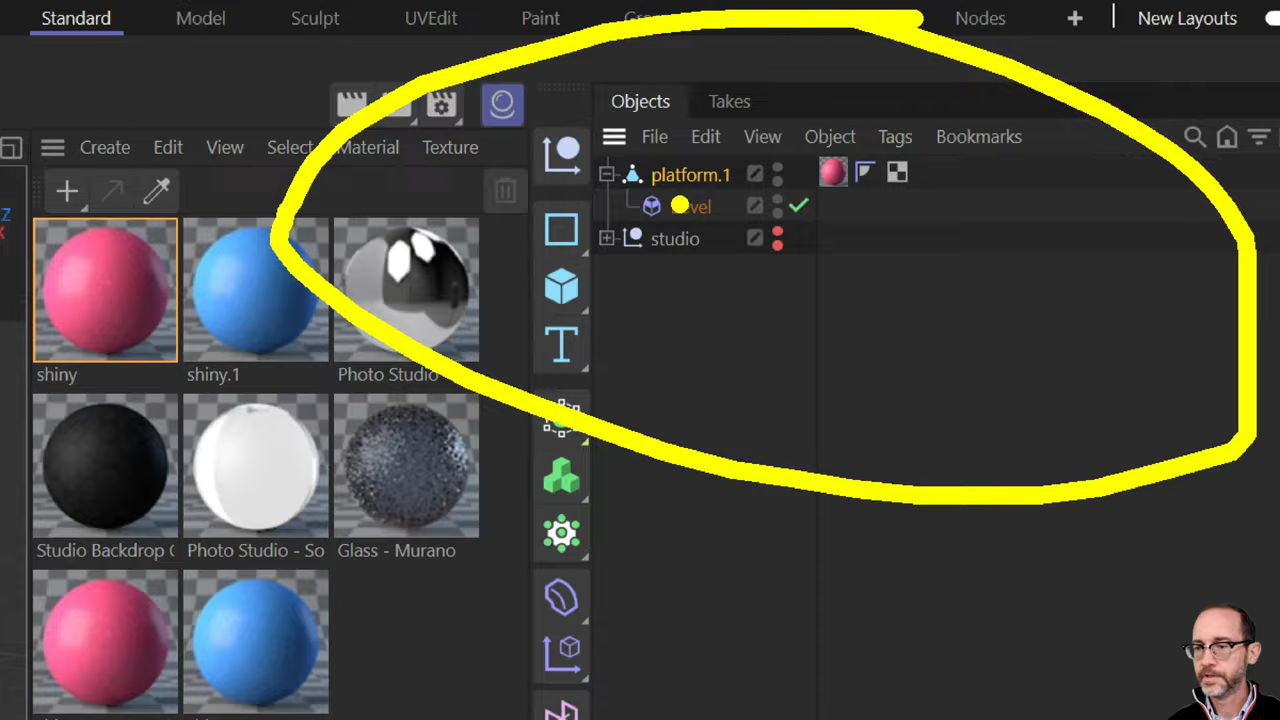 Standard Model Sculpt UVEdit Paint Nodes + New Layouts
Objects Takes
File Edit View Object Tags Bookmarks
Create Edit View Select Material Texture
platform.1
studio
shiny shiny.1 Photo Studio
Studio Backdrop Photo Studio - So Glass - Murano
Z
X